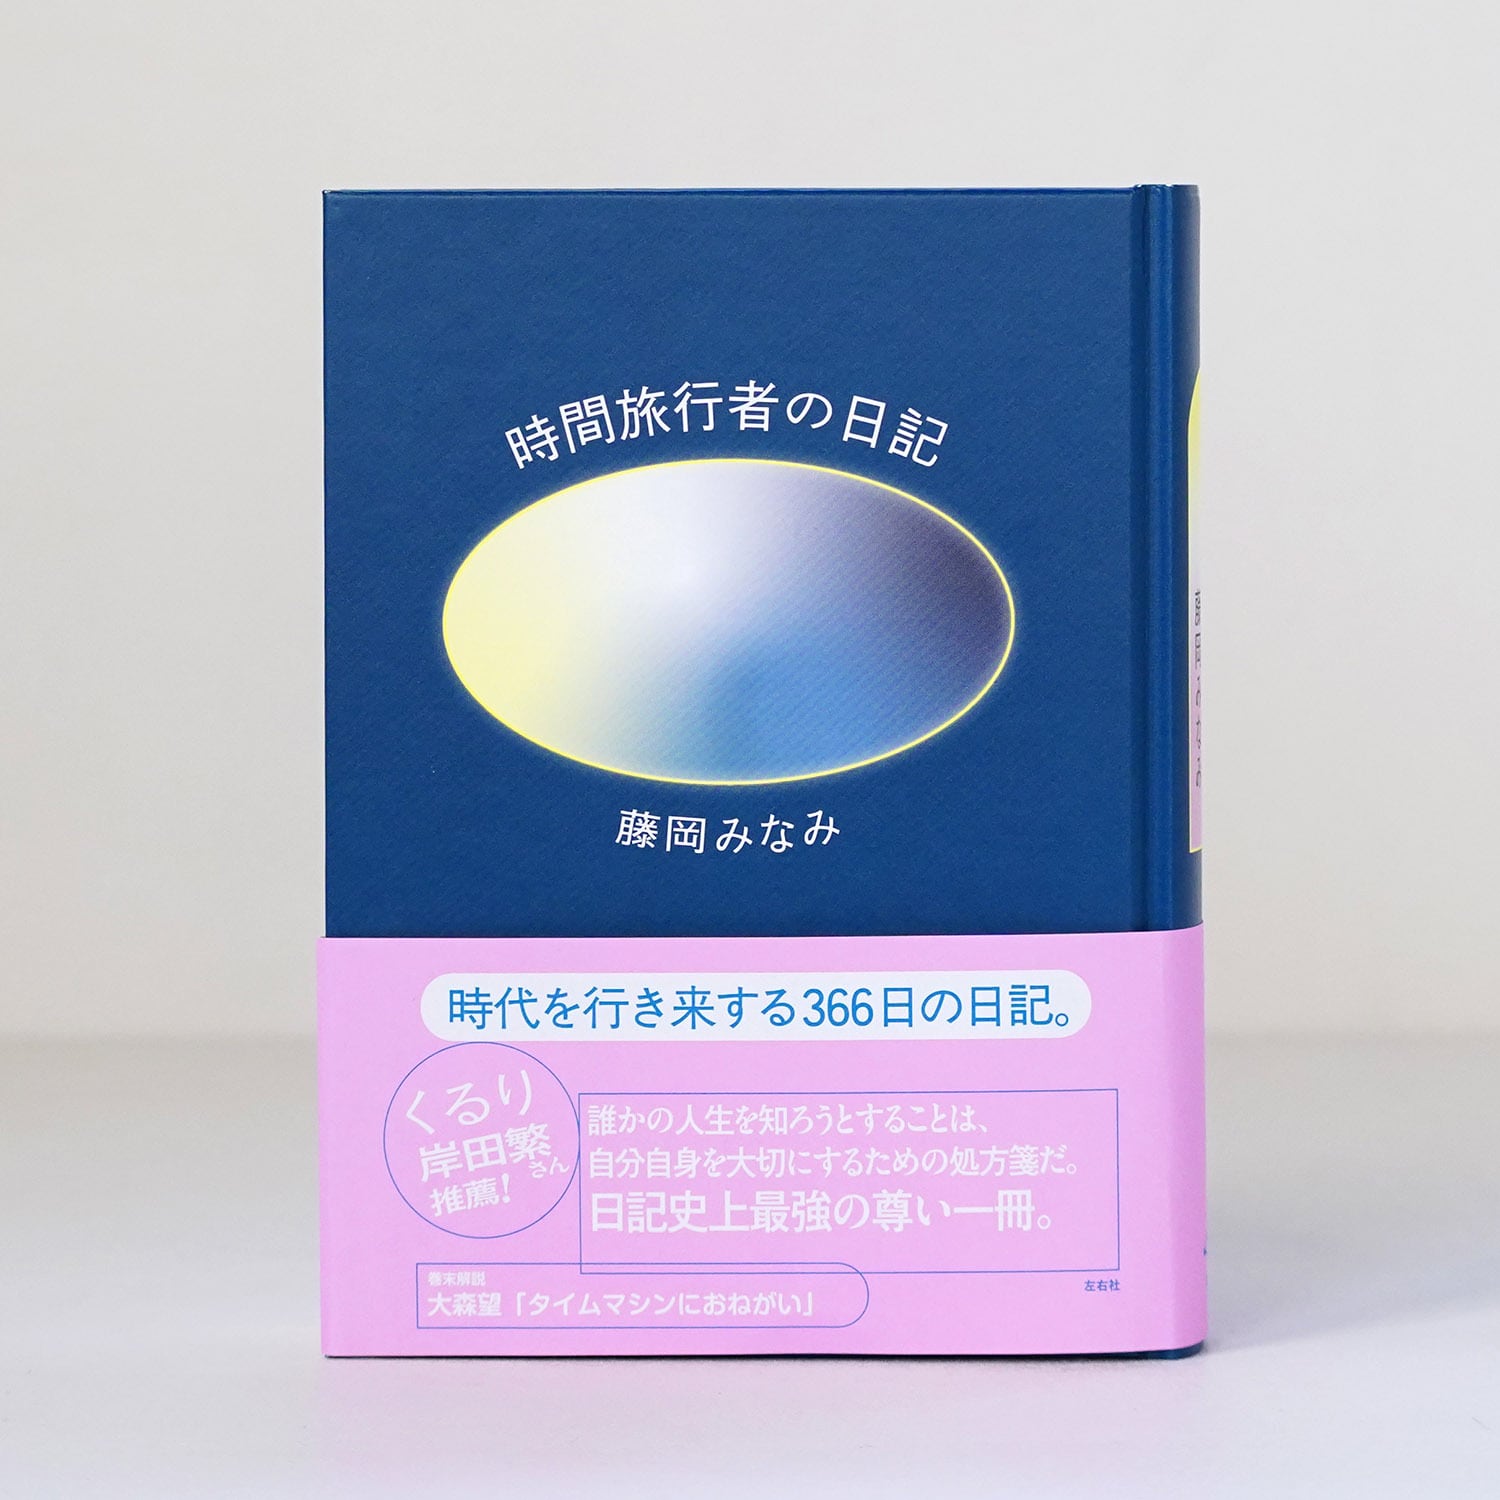 時間旅行者の日記
藤岡みなみ
時代を行き来する366日の日記。
くるり
岸田繁さん
推薦!
誰かの人生を知ろうとすることは、
自分自身を大切にするための処方箋だ。
日記史上最強の尊い一冊。
巻末解説
大森望「タイムマシンにおねがい」
左右社